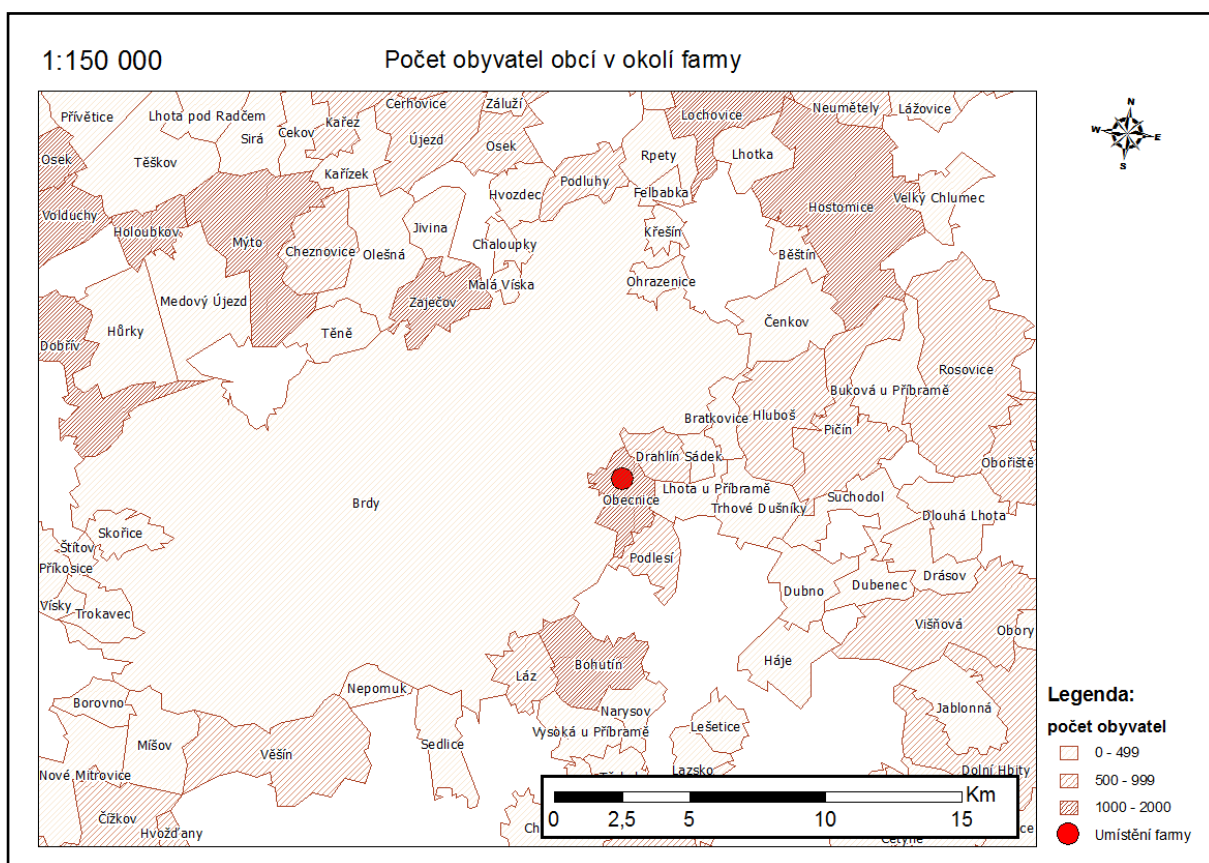 1:150 000
Počet obyvatel obcí v okolí farmy
N
W E
S
Přívětice
Lhota pod Radčem
Sirá
Cekov
Kařez
Cerhovice
Újezd
Záluží
Osek
Lochovice
Neumětely
Lážovice
Osek
Těškov
Kařízek
Hvozdec
Podluhy
Rpety
Lhotka
Felbabka
Velký Chlumec
Hostomice
Volduchy
Holoubkov
Mýto
Cheznovice
Olešná
Jivina
Chaloupky
Křešín
Běštín
Malá Víska
Ohrazenice
Medový Újezd
Zaječov
Hůrky
Těně
Čenkov
Dobřív
Rosovice
Buková u Příbramě
Bratkovice
Hluboš
Pičín
Drahlín
Sádek
Obořiště
Lhota u Příbramě
Obecnice
Trhové Dušníky
Suchodol
Dlouhá Lhota
Brdy
Skořice
Štítov
Příkosice
Podlesí
Drásov
Dubenec
Dubno
Vísky
Trokavec
Višňová
Obory
Háje
Bohutín
Láz
Nepomuk
Borovno
Narysov
Jablonná
Lešetice
Vysoká u Příbramě
Sedlice
Míšov
Věšín
Lazsko
Dolní Hbity
Nové Mitrovice
Čížkov
Hvožďany
Km
0 2,5 5 10 15
Legenda:
počet obyvatel
0 - 499
500 - 999
1000 - 2000
Umístění farmy